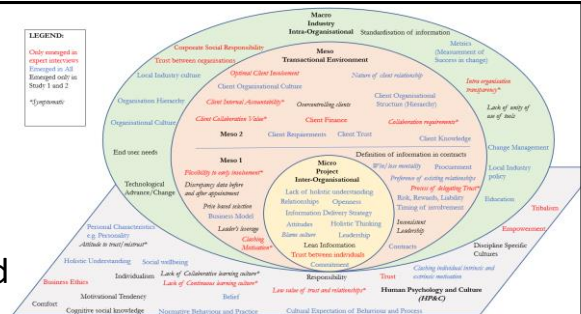 Macro
Industry
Intra-Organisational
Standardisation of information
LEGEND:
Only emerged in
expert interviews
Emerged in All
Emerged only in
Study 1 and 2
*Symptomatic
Corporate Social Responsibility
Trust between organisations
Local Industry culture
Organisation Hierarchy
Organisational Culture
End user needs
Technological
Advance/Change
Meso
Transactional Environment
Metrics
(Measurement of
Success in change)
Optimal Client Involvement
Nature of client relationship
Client Organisational Culture
Intra-organisation
transparency*
Client Internal Accountability*
Overcontrolling clients
Client Organisational
Structure (Hierarchy)
Lack of unity of
use of tools
Client Collaborative Value*
Client Finance
Collaboration requirements*
Meso 2
Client Requirements
Client Trust
Client Knowledge
Change Management
Definition of information in contracts
Meso 1
Flexibility to early involvement*
Discrepancy data before
and after appointment
Price based selection
Business Model
Leader's leverage
Caching
Motivation*
Micro
Project
Inter-Organisational
Lack of holistic understanding
Relationships
Openness
Information Delivery Strategy
Attitudes
Holistic Thinking
Blame culture
Leadership
Lean Information
Trust between individuals
Commitment
Responsibility
Win/loss mentality
Procurement
Preference of existing relationships
Process of delegating Trust*
Risk, Reward, Liability
Timing of involvement
Inconsistent
Leadership
Contracts
Local Industry
policy
Education
Tribalism
Empowerment
Discipline Specific
Cultures
Personal Characteristics
e.g. Personality
Attitude to trust/mistrust*
Holistic Understanding
Social wellbeing
Individualism
Lack of Collaborative learning culture*
Lack of Continuous learning culture*
Business Ethics
Motivational Tendency
Comfort
Cognitive social knowledge
Belief
Normative Behaviour and Practice
Low value of trust and relationships*
Trust
Caching individual intrinsic and
extrinsic motivation
Human Psychology and Culture
(HP&C)
Cultural Expectation of Behaviour and Process
d